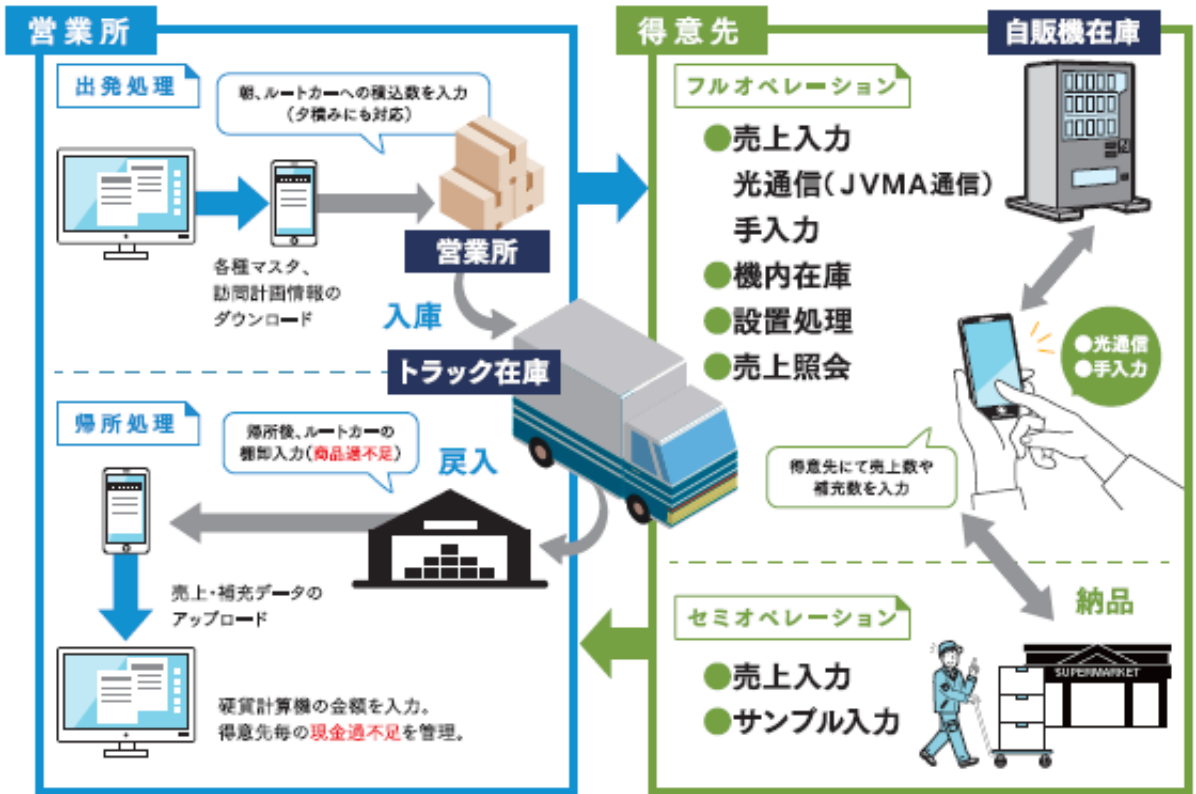 営業所
出発処理
朝、ルートカーへの積込数を入力
（夕積みにも対応）
各種マスタ、
訪問計画情報の
ダウンロード
営業所
入庫
トラック在庫
帰所処理
帰所後、ルートカーの
棚卸入力（商品過不足）
戻入
売上・補充データの
アップロード
硬貨計算機の金額を入力。
得意先毎の現金過不足を管理。
得意先
自販機在庫
フルオペレーション
●売上入力
光通信（JVMA通信）
手入力
●機内在庫
●設置処理
●売上照会
●光通信
●手入力
得意先にて売上数や
補充数を入力
納品
セミオペレーション
●売上入力
●サンプル入力
SUPERMARKET